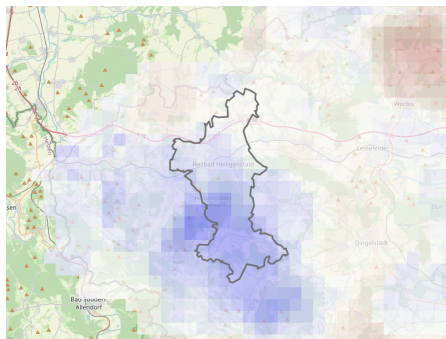 Worbis
Leinefelde
Heilbad Heiligenstadt
Dingelstädt
sen
Bad Sooden-
Allendorf